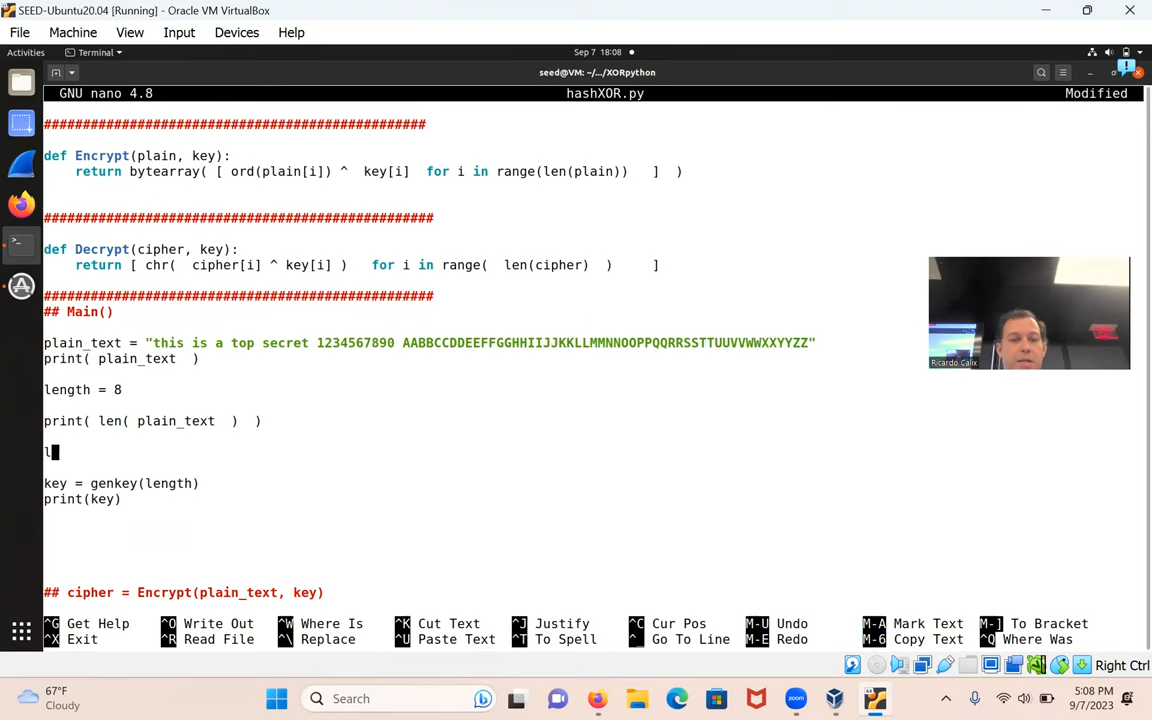 SEED-Ubuntu20.04 [Running] - Oracle VM VirtualBox
File Machine View Input Devices Help
Activities Terminal Sep 7 18:08
seed@VM: ~/.../XORpython
GNU nano 4.8 hashXOR.py Modified
#################################################
def Encrypt(plain, key):
return bytearray( [ ord(plain[i]) ^ key[i] for i in range(len(plain)) ] )
##################################################
def Decrypt(cipher, key):
return [ chr( cipher[i] ^ key[i] ) for i in range( len(cipher) ) ]
##################################################
## Main()
plain_text = "this is a top secret 1234567890 AABBCCDDEEFFGGHHIIJJKKLLMMNNOOPPQQRRSSTTUUVVWWXXYYZZ"
print( plain_text )
length = 8
print( len( plain_text ) )
l
key = genkey(length)
print(key)
## cipher = Encrypt(plain_text, key)
^G Get Help ^O Write Out ^W Where Is ^K Cut Text ^J Justify ^C Cur Pos M-U Undo M-A Mark Text M-] To Bracket
^X Exit ^R Read File ^\ Replace ^U Paste Text ^T To Spell ^_ Go To Line M-E Redo M-6 Copy Text ^Q Where Was
Ricardo Calix
Right Ctrl
67°F
Cloudy
Search
zoom
5:08 PM
9/7/2023